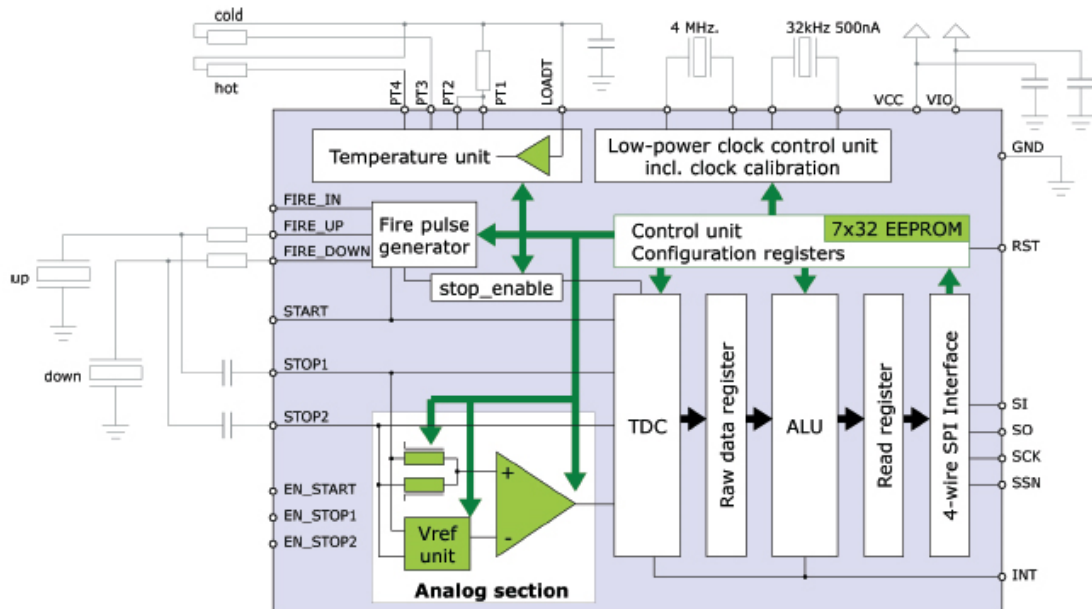 cold
4 MHz.
32kHz 500nA
hot
PT4
PT3
PT2
PT1
LOADT
VCC
VIO
Temperature unit
Low-power clock control unit
incl. clock calibration
GND
FIRE_IN
FIRE_UP
FIRE_DOWN
Fire pulse
generator
Control unit
Configuration registers
7x32 EEPROM
RST
up
stop_enable
START
down
STOP1
STOP2
TDC
Raw data register
ALU
Read register
4-wire SPI Interface
SI
SO
SCK
SSN
+
-
EN_START
EN_STOP1
EN_STOP2
Vref
unit
Analog section
INT